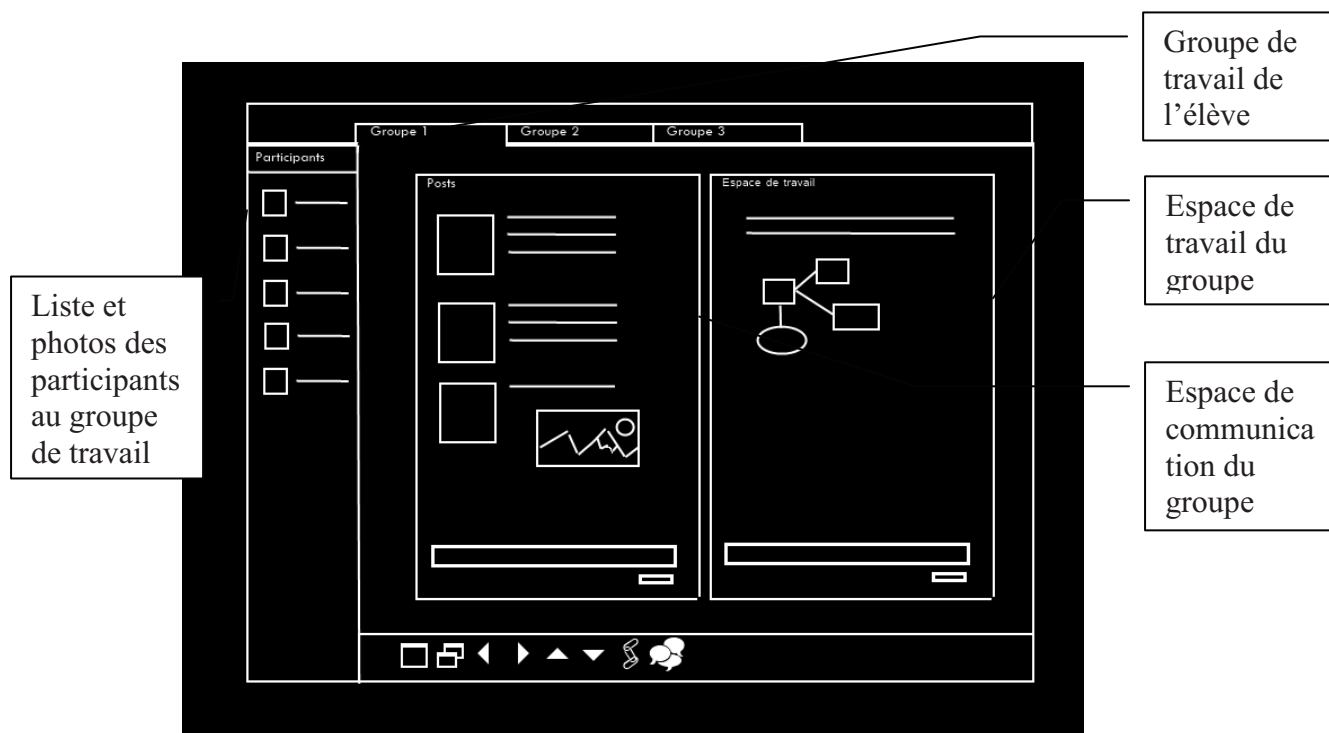 Groupe de
travail de
l’élève
Groupe 1
Groupe 2
Groupe 3
Participants
Posts
Espace de travail
Espace de
travail du
groupe
Liste et
photos des
participants
au groupe
de travail
Espace de
communica
tion du
groupe